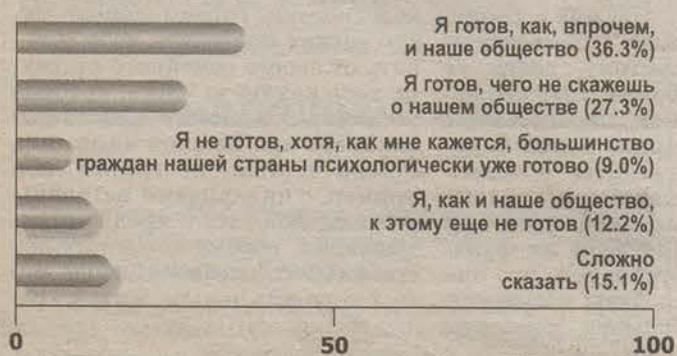 Я готов, как, впрочем,
и наше общество (36.3%)
Я готов, чего не скажешь
о нашем обществе (27.3%)
Я не готов, хотя, как мне кажется, большинство
граждан нашей страны психологически уже готово (9.0%)
Я, как и наше общество,
к этому еще не готов (12.2%)
Сложно
сказать (15.1%)
0 50 100